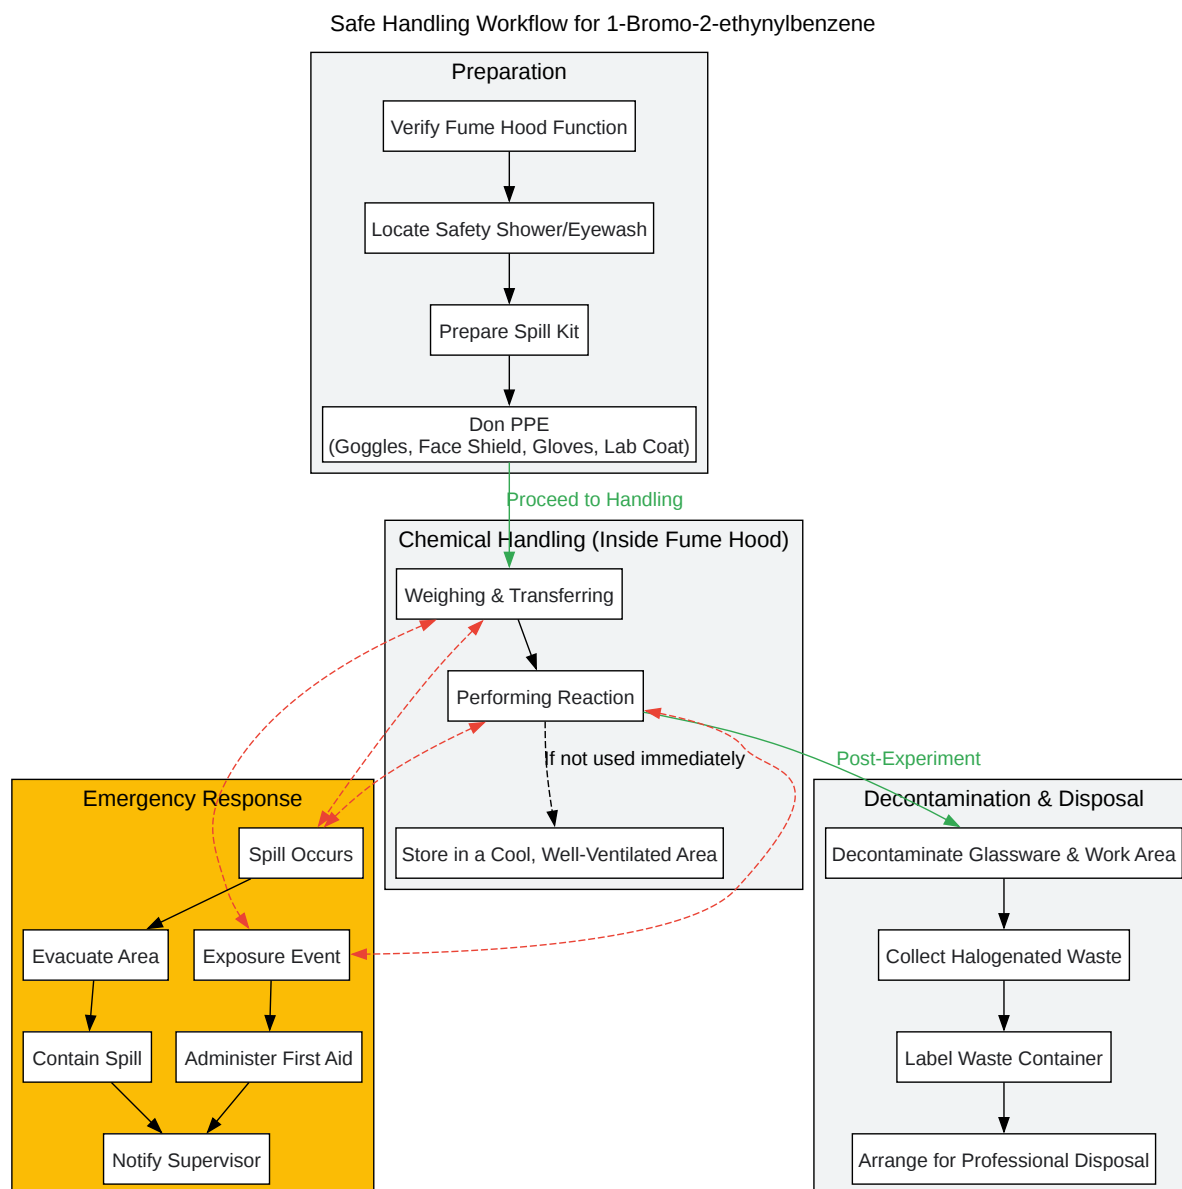 Safe Handling Workflow for 1-Bromo-2-ethynylbenzene
Preparation
Verify Fume Hood Function
Locate Safety Shower/Eyewash
Prepare Spill Kit
Don PPE
(Goggles, Face Shield, Gloves, Lab Coat)
Proceed to Handling
Chemical Handling (Inside Fume Hood)
Weighing & Transferring
Performing Reaction
If not used immediately
Store in a Cool, Well-Ventilated Area
Post-Experiment
Emergency Response
Spill Occurs
Evacuate Area
Exposure Event
Contain Spill
Administer First Aid
Notify Supervisor
Decontamination & Disposal
Decontaminate Glassware & Work Area
Collect Halogenated Waste
Label Waste Container
Arrange for Professional Disposal